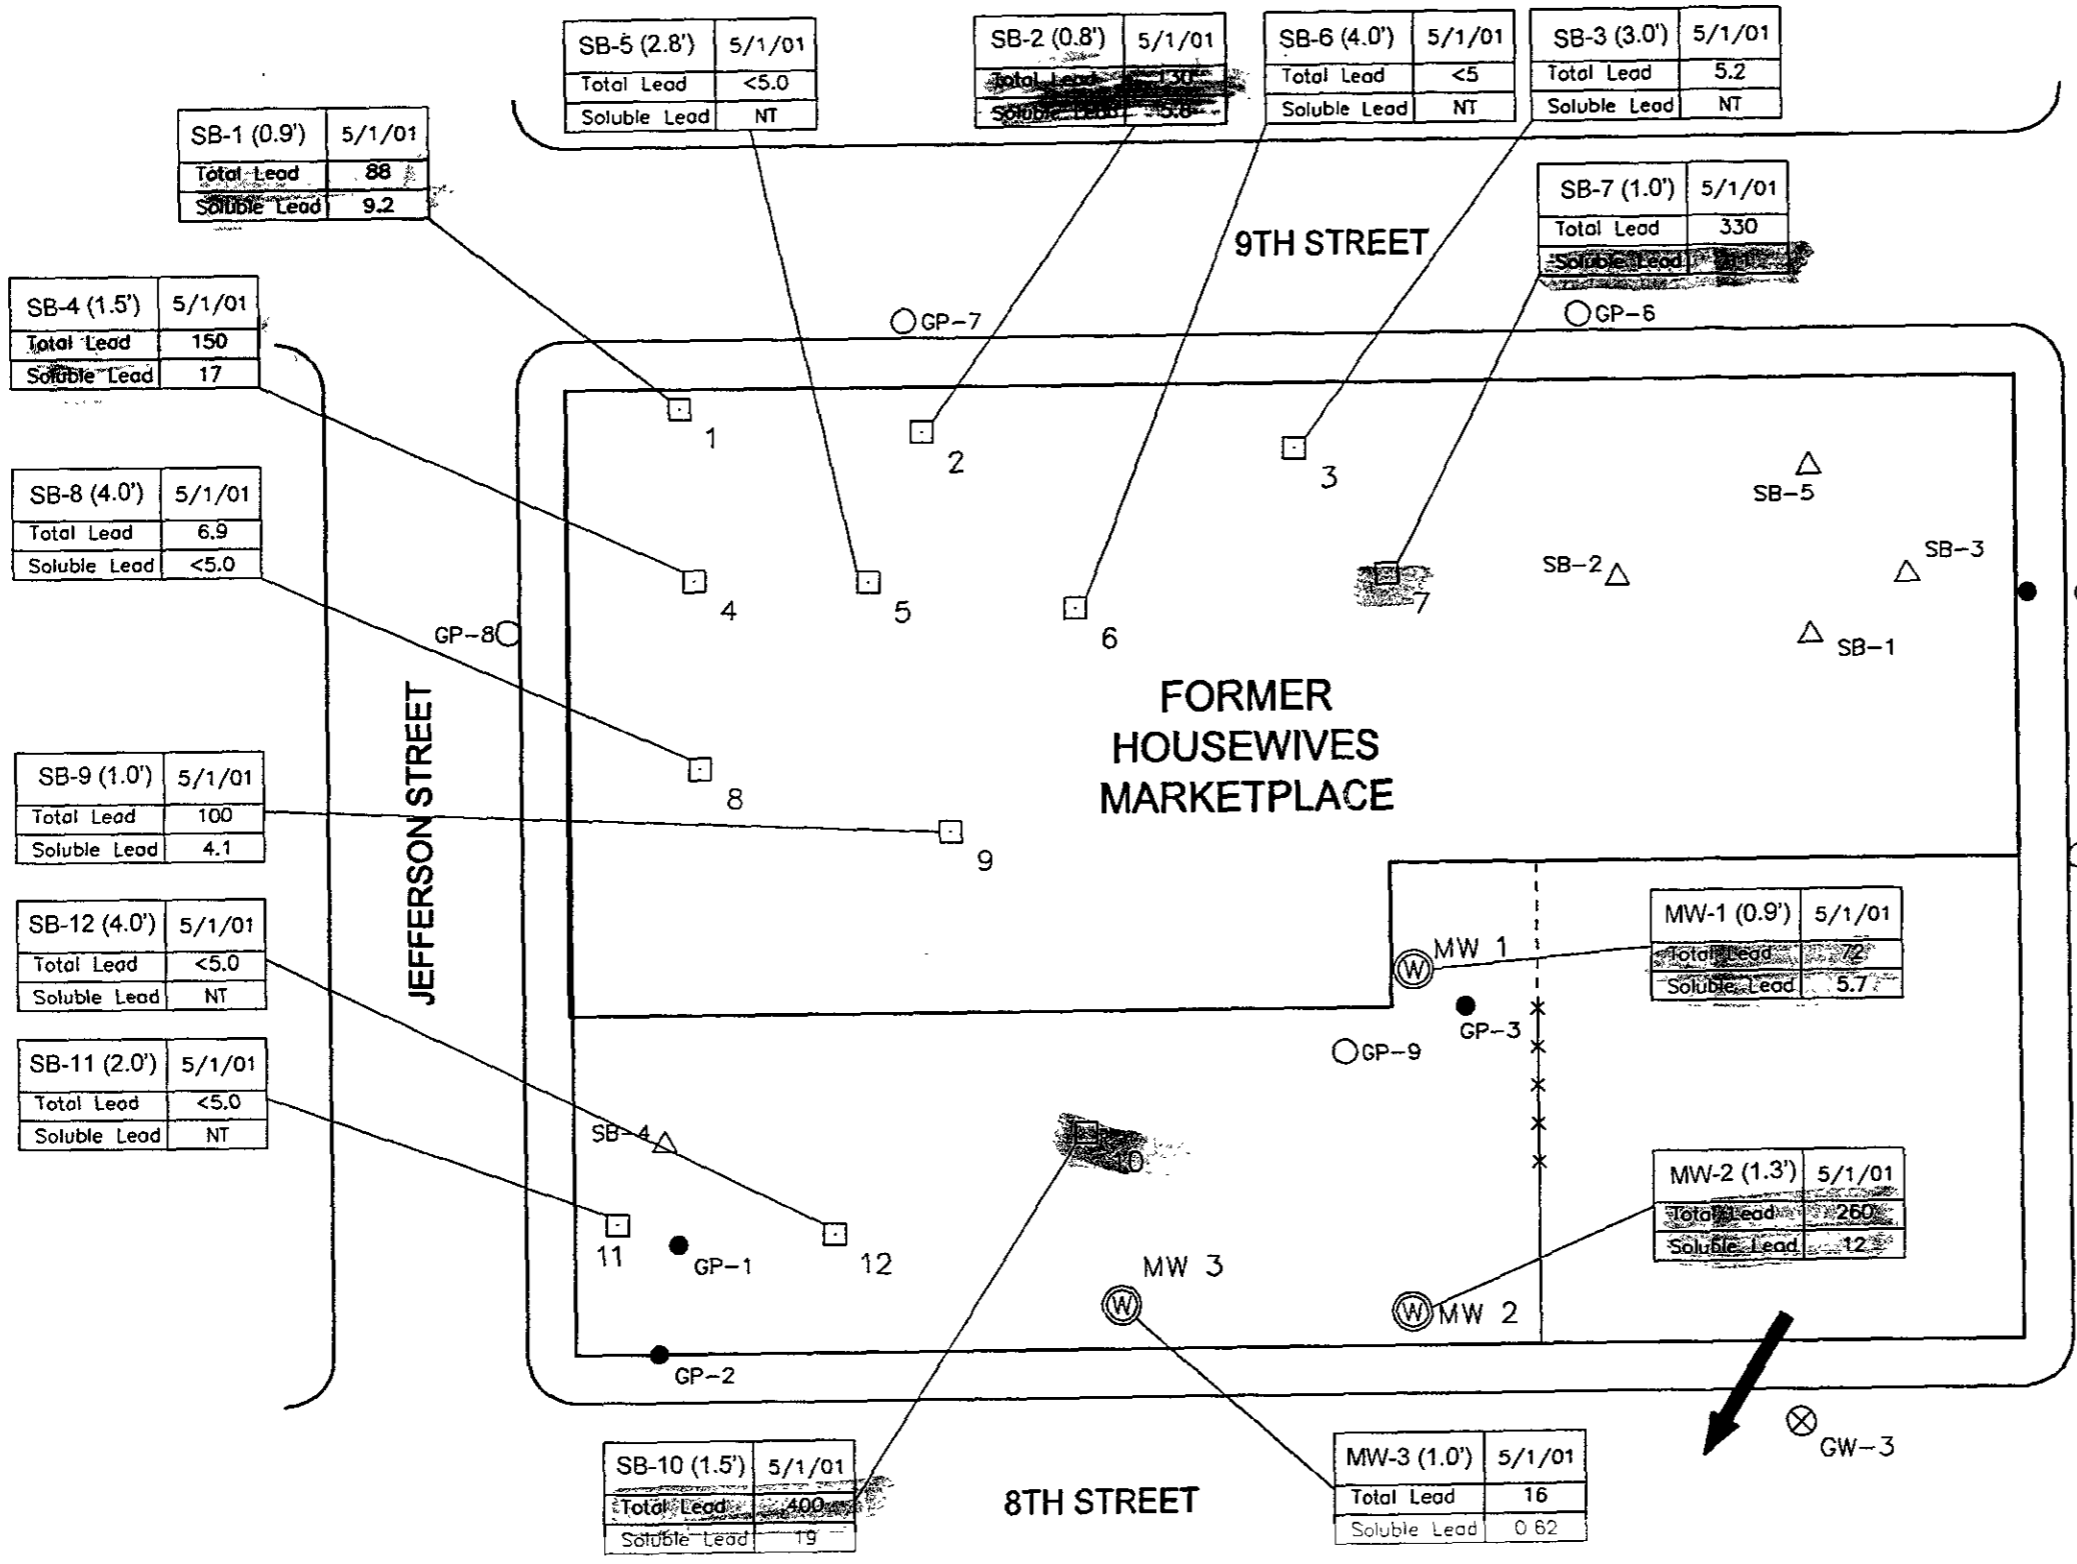 SB-5 (2.8') 5/1/01
Total Lead <5.0
Soluble Lead NT
SB-2 (0.8') 5/1/01
Total Lead 130
Soluble Lead 5.8
SB-6 (4.0') 5/1/01
Total Lead <5
Soluble Lead NT
SB-3 (3.0') 5/1/01
Total Lead 5.2
Soluble Lead NT
SB-1 (0.9') 5/1/01
Total Lead 88
Soluble Lead 9.2
SB-7 (1.0') 5/1/01
Total Lead 330
Soluble Lead
9TH STREET
SB-4 (1.5') 5/1/01
Total Lead 150
Soluble Lead 17
GP-7
GP-6
1
2
3
SB-5
SB-8 (4.0') 5/1/01
Total Lead 6.9
Soluble Lead <5.0
4
5
6
7
SB-2
SB-3
GP-8
SB-1
JEFFERSON STREET
FORMER
HOUSEWIVES
MARKETPLACE
8
9
SB-9 (1.0') 5/1/01
Total Lead 100
Soluble Lead 4.1
SB-12 (4.0') 5/1/01
Total Lead <5.0
Soluble Lead NT
MW 1
W
MW-1 (0.9') 5/1/01
Total Lead 72
Soluble Lead 5.7
GP-3
GP-9
SB-11 (2.0') 5/1/01
Total Lead <5.0
Soluble Lead NT
SB-4
10
MW-2 (1.3') 5/1/01
Total Lead 260
Soluble Lead 12
11
GP-1
12
MW 3
W
W
MW 2
GP-2
GW-3
SB-10 (1.5') 5/1/01
Total Lead 400
Soluble Lead 19
8TH STREET
MW-3 (1.0') 5/1/01
Total Lead 16
Soluble Lead 0.62